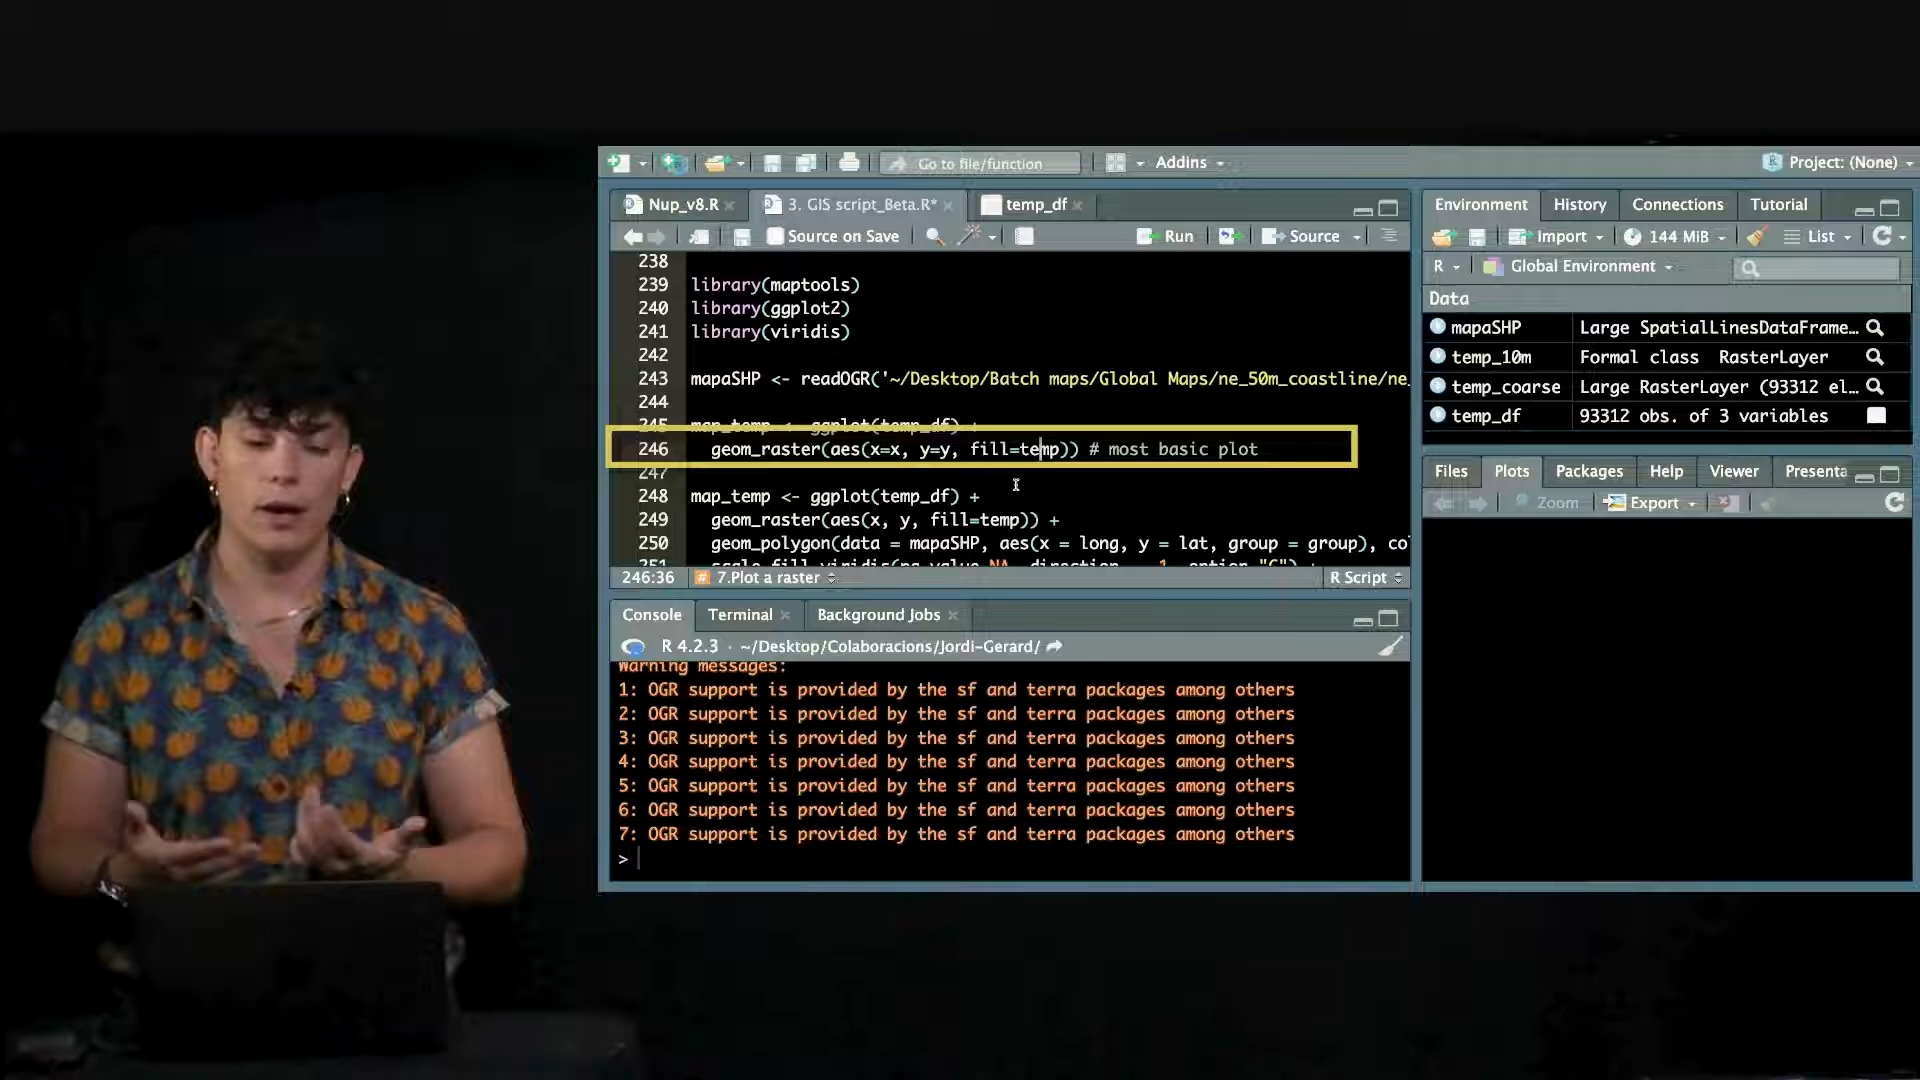 Go to file/function
Addins
Project: (None)
Nup_v8.R
3. GIS script_Beta.R*
temp_df
Source on Save
Run
Source
238
239 library(maptools)
240 library(ggplot2)
241 library(viridis)
242
243 mapaSHP <- readOGR('~/Desktop/Batch maps/Global Maps/ne_50m_coastline/ne_
244
245 map_temp <- ggplot(temp_df) +
246 geom_raster(aes(x=x, y=y, fill=temp)) # most basic plot
247
248 map_temp <- ggplot(temp_df) +
249 geom_raster(aes(x, y, fill=temp)) +
250 geom_polygon(data = mapaSHP, aes(x = long, y = lat, group = group), co
246:36
7.Plot a raster
R Script
Console
Terminal
Background Jobs
R 4.2.3 · ~/Desktop/Colaboracions/Jordi-Gerard/
Warning messages:
1: OGR support is provided by the sf and terra packages among others
2: OGR support is provided by the sf and terra packages among others
3: OGR support is provided by the sf and terra packages among others
4: OGR support is provided by the sf and terra packages among others
5: OGR support is provided by the sf and terra packages among others
6: OGR support is provided by the sf and terra packages among others
7: OGR support is provided by the sf and terra packages among others
>
Environment
History
Connections
Tutorial
Import
144 MiB
List
R
Global Environment
Data
mapaSHP Large SpatialLinesDataFrame…
temp_10m Formal class RasterLayer
temp_coarse Large RasterLayer (93312 el…
temp_df 93312 obs. of 3 variables
Files
Plots
Packages
Help
Viewer
Presenta
Zoom
Export